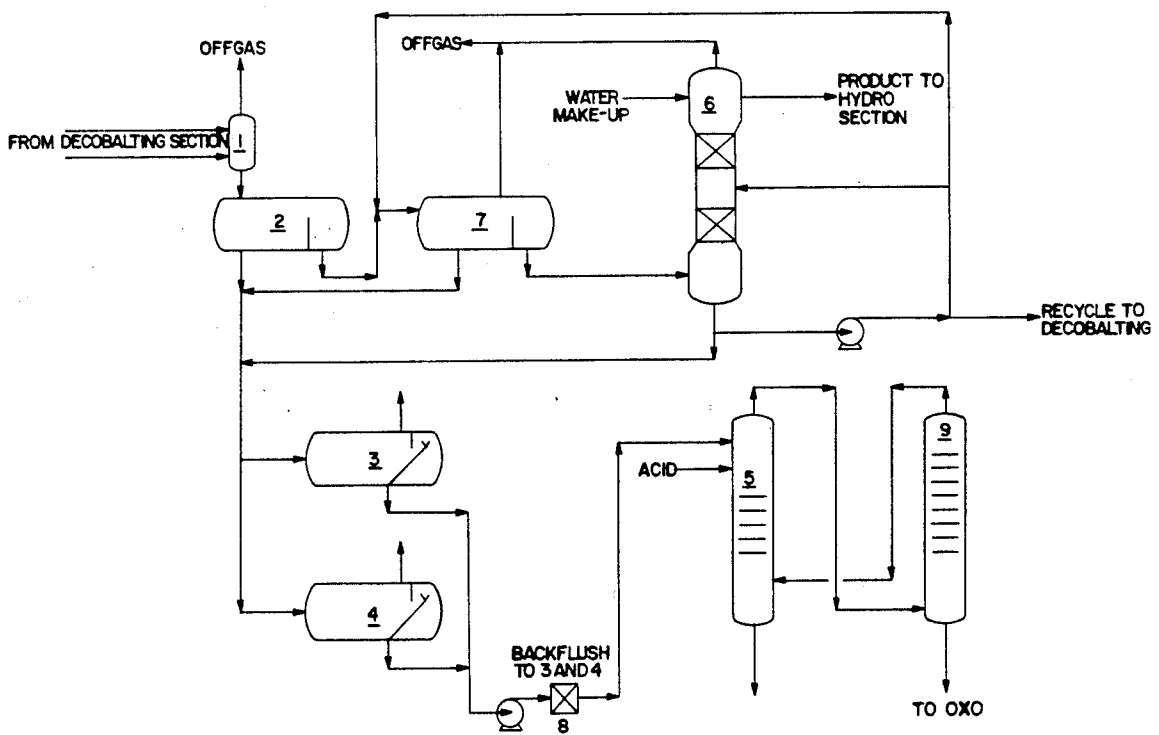 OFFGAS
OFFGAS
FROM DECOBALTING SECTION
1
WATER
MAKE-UP
6
PRODUCT TO
HYDRO
SECTION
2
7
RECYCLE TO
DECOBALTING
3
ACID
5
9
4
BACKFLUSH
TO 3 AND 4
8
TO OXO